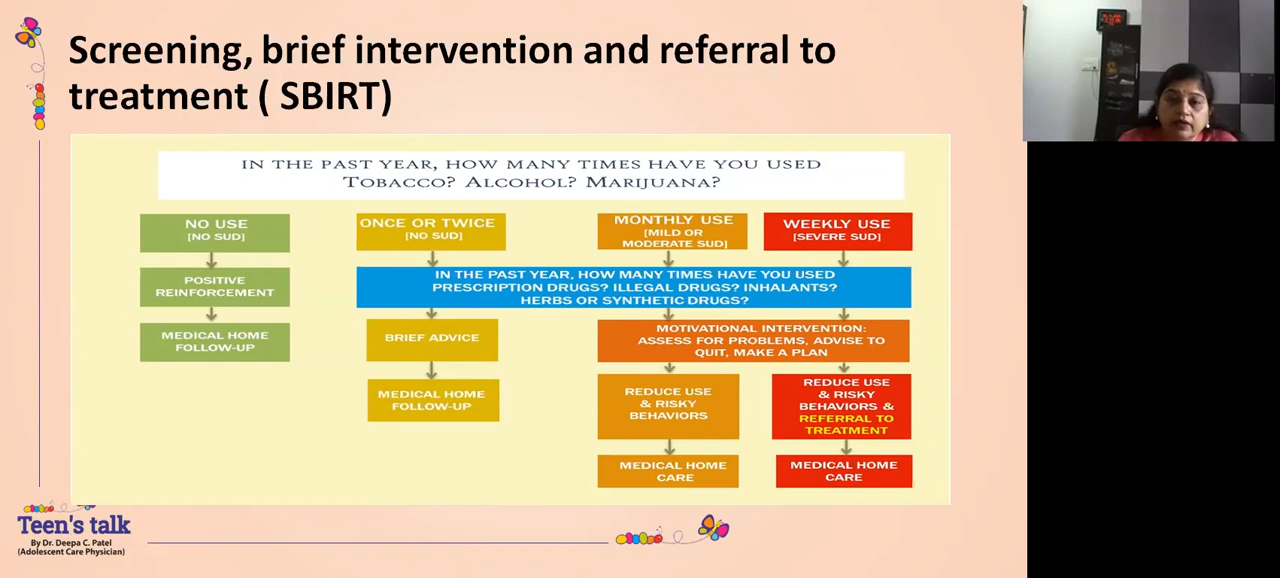 Screening, brief intervention and referral to
treatment ( SBIRT)
IN THE PAST YEAR, HOW MANY TIMES HAVE YOU USED
TOBACCO? ALCOHOL? MARIJUANA?
NO USE
[NO SUD]
POSITIVE
REINFORCEMENT
MEDICAL HOME
FOLLOW-UP
ONCE OR TWICE
[NO SUD]
MONTHLY USE
[MILD OR
MODERATE SUD]
WEEKLY USE
[SEVERE SUD]
IN THE PAST YEAR, HOW MANY TIMES HAVE YOU USED
PRESCRIPTION DRUGS? ILLEGAL DRUGS? INHALANTS?
HERBS OR SYNTHETIC DRUGS?
BRIEF ADVICE
MEDICAL HOME
FOLLOW-UP
MOTIVATIONAL INTERVENTION:
ASSESS FOR PROBLEMS, ADVISE TO
QUIT, MAKE A PLAN
REDUCE USE
& RISKY
BEHAVIORS
MEDICAL HOME
CARE
REDUCE USE
& RISKY
BEHAVIORS &
REFERRAL TO
TREATMENT
MEDICAL HOME
CARE
Teen's talk
By Dr. Deepa C. Patel
(Adolescent Care Physician)